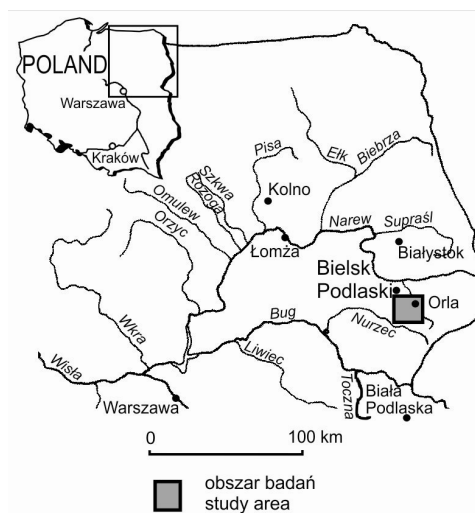 POLAND
Warszawa
Kraków
Pisa
Ełk
Biebrza
Szkwa
Rozoga
Omulew
Orzyc
Kolno
Narew
Supraśl
Łomża
Białystok
Bielsk
Podlaski
Orla
Bug
Nurzec
Wkra
Liwiec
Wisła
Toczna
Biała
Podlaska
Warszawa
0 100 km
obszar badań
study area